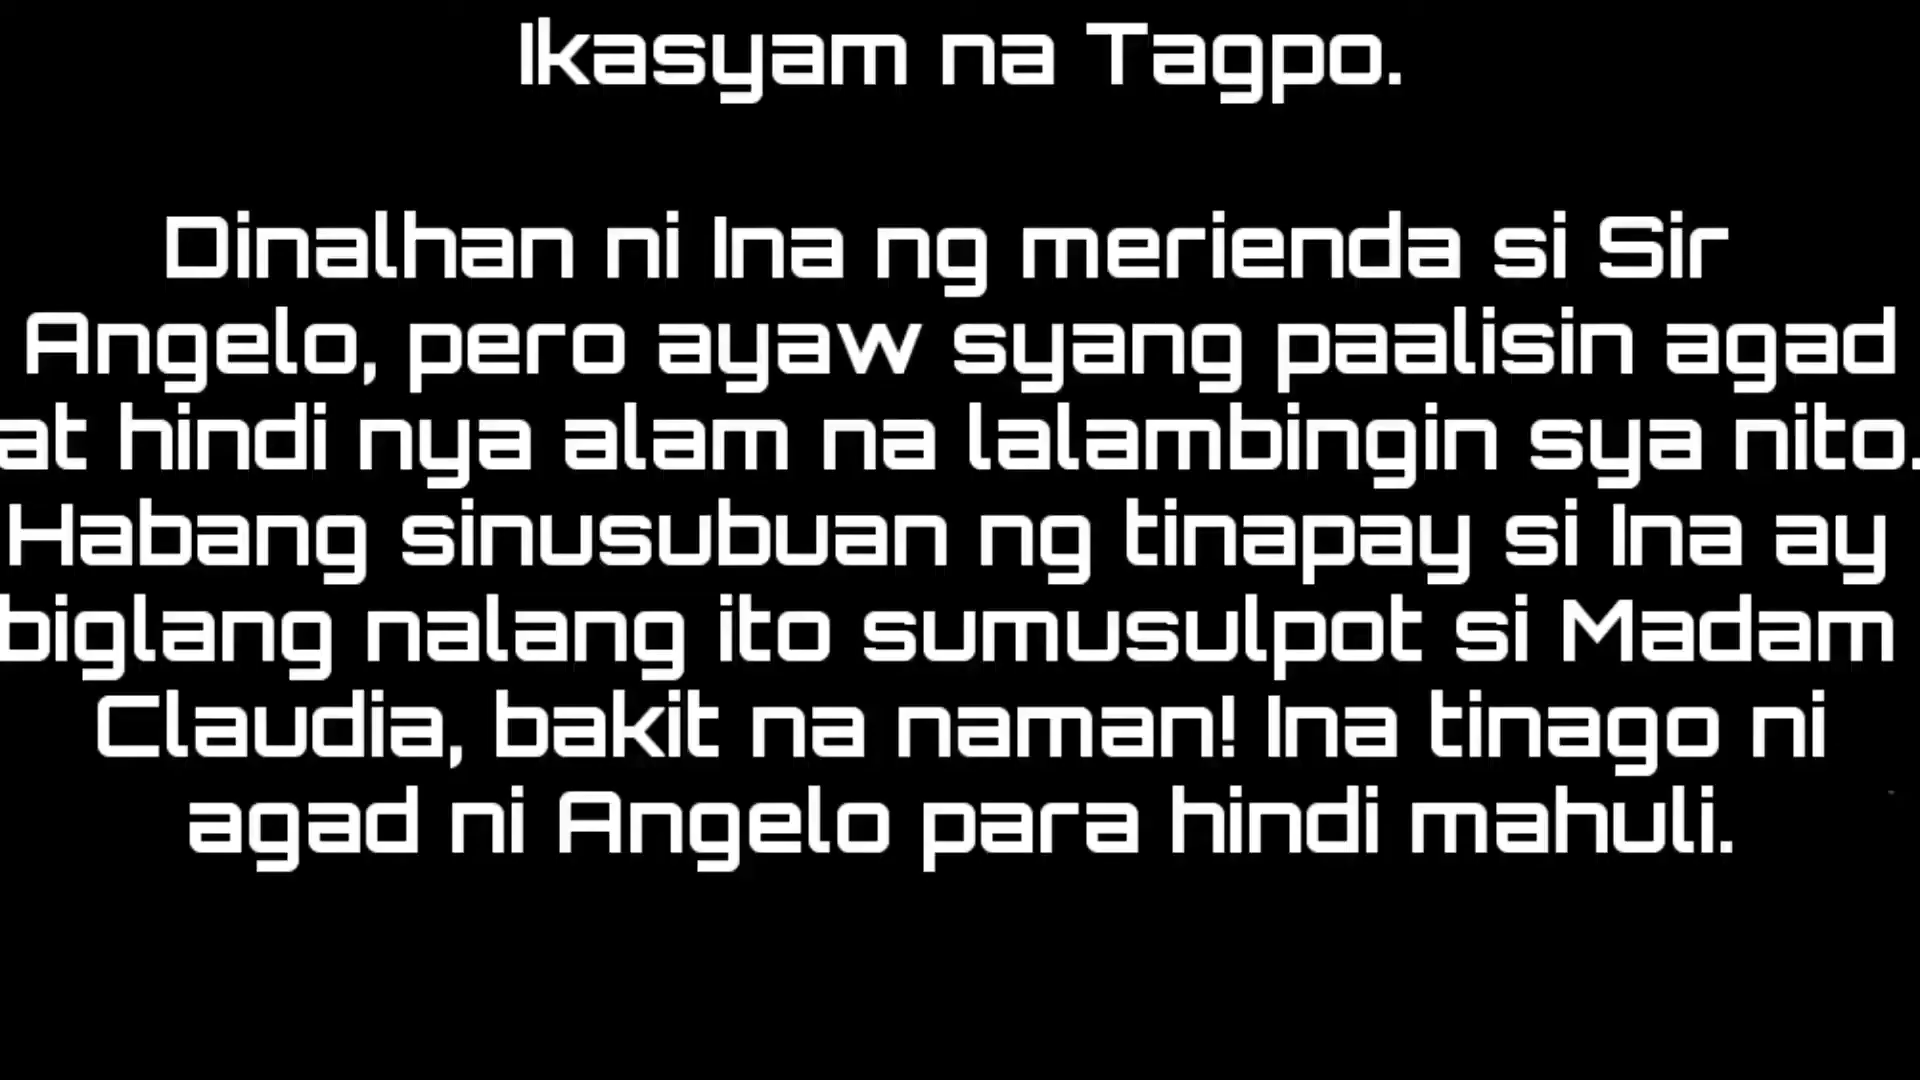 Ikasyam na Tagpo.
Dinalhan ni Ina ng merienda si Sir
Angelo, pero ayaw syang paalisin agad
at hindi nya alam na lalambingin sya nito.
Habang sinusubuan ng tinapay si Ina ay
biglang nalang ito sumusulpot si Madam
Claudia, bakit na naman! Ina tinago ni
agad ni Angelo para hindi mahuli.